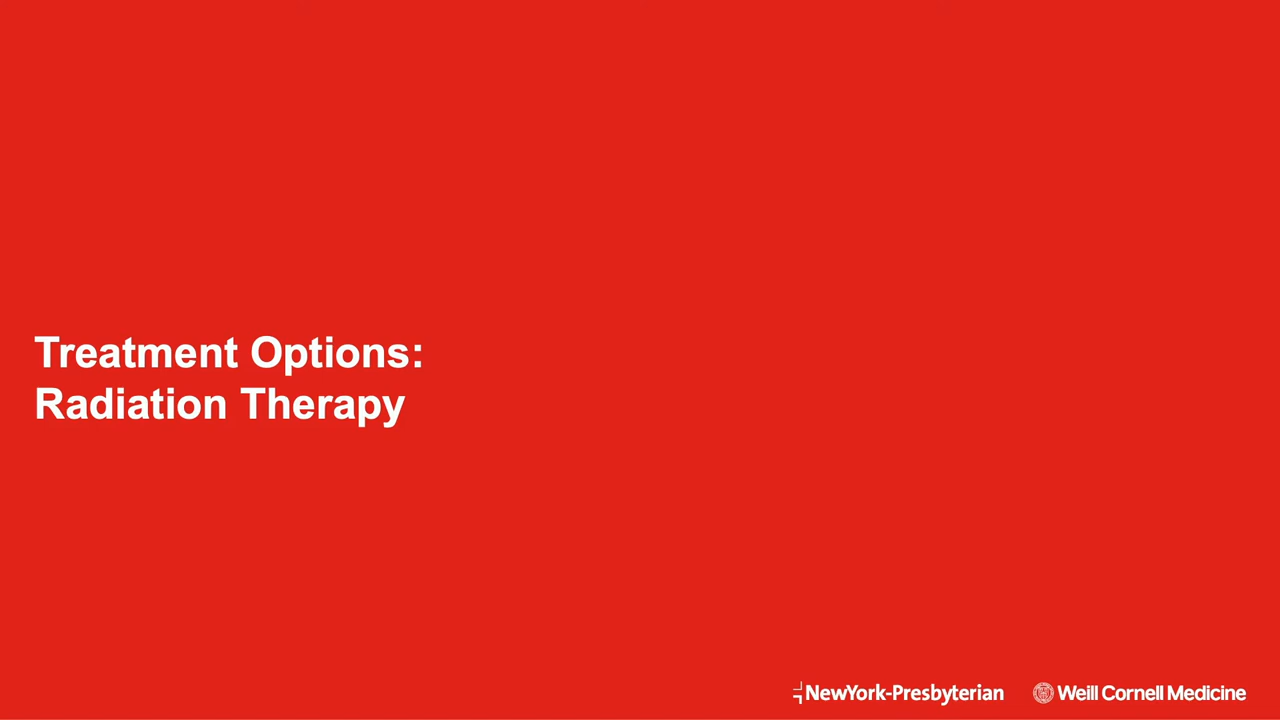 Treatment Options:
Radiation Therapy
NewYork-Presbyterian
Weill Cornell Medicine